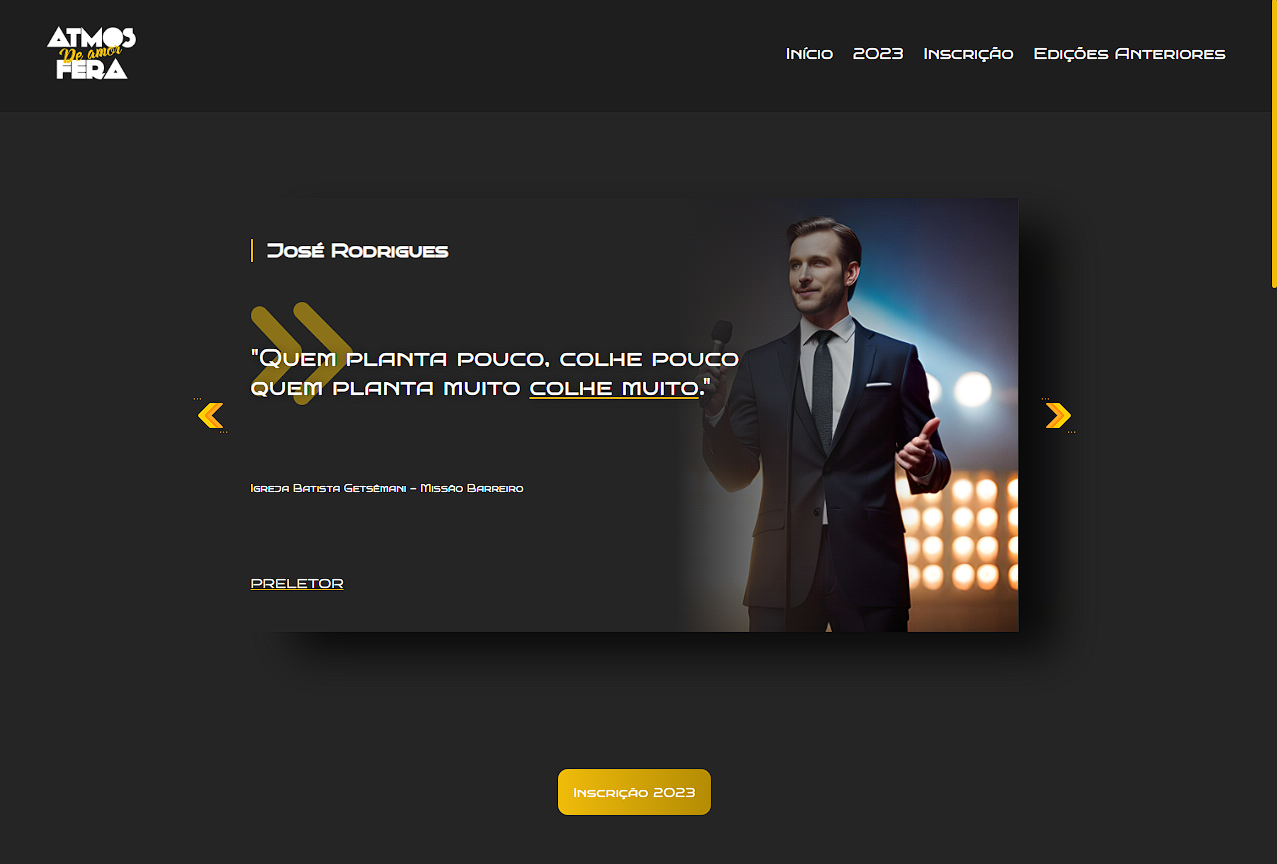 ATMOS
De amor
FERA
Início 2023 Inscrição Edições Anteriores
José Rodrigues
"Quem planta pouco, colhe pouco
quem planta muito colhe muito."
...
...
...
...
Igreja Batista Getsêmani - Missão Barreiro
PRELETOR
Inscrição 2023